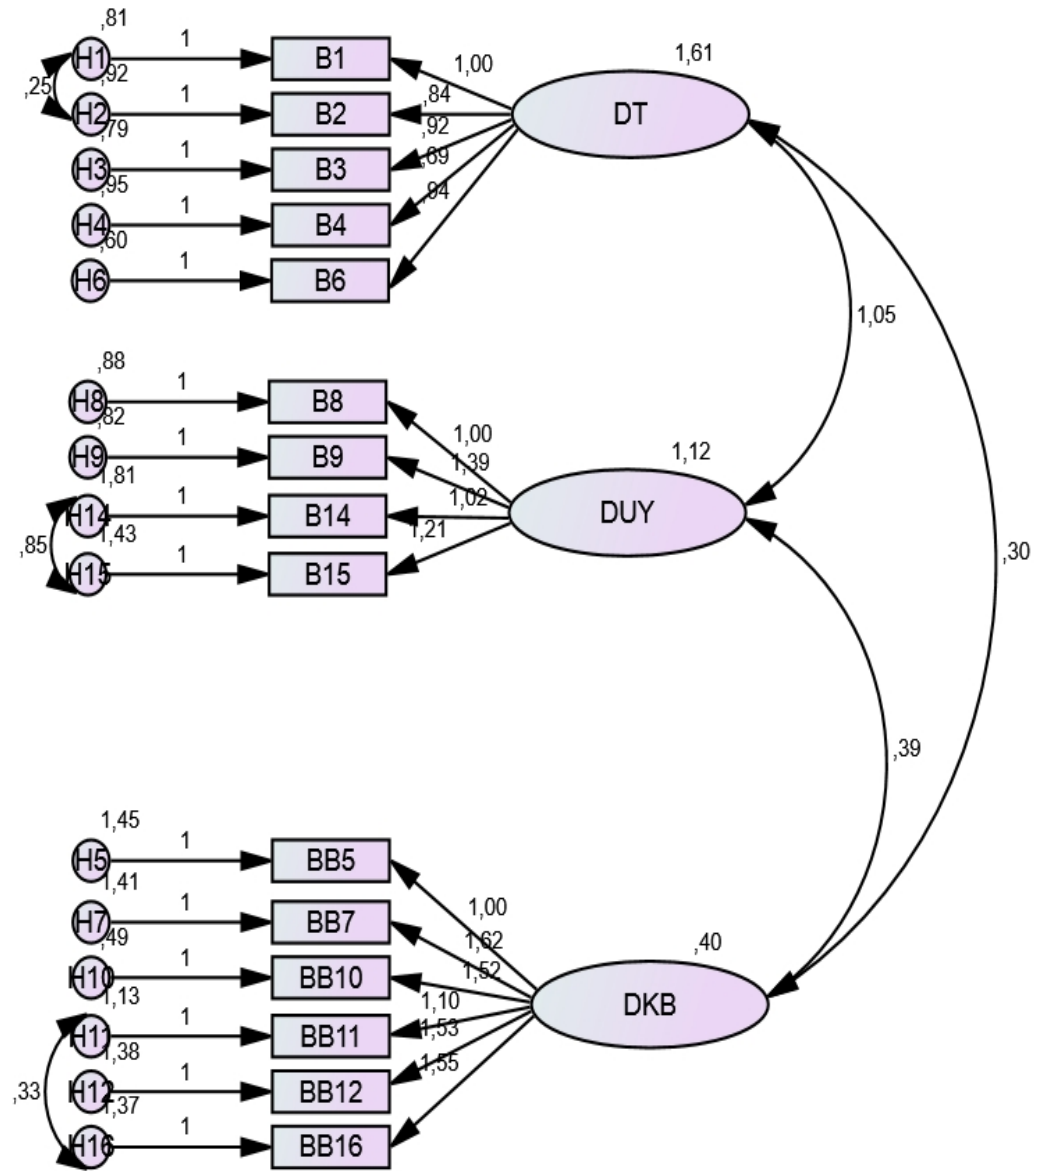 ,81
H1 1 B1 1,00 DT 1,61
,25
,92
H2 1 B2 ,84
,79
H3 1 B3 ,92
,95
H4 1 B4 ,69
,60
H6 1 B6 ,94
1,05
,88
H8 1 B8 1,00 DUY 1,12
,82
H9 1 B9 1,39
1,81
H14 1 B14 1,02
,85
1,43
H15 1 B15 1,21
,30
,39
1,45
H5 1 BB5 1,00 DKB ,40
1,41
H7 1 BB7 1,62
,49
H10 1 BB10 1,52
1,13
H11 1 BB11 1,10
,33
1,38
H12 1 BB12 1,53
1,37
H16 1 BB16 1,55